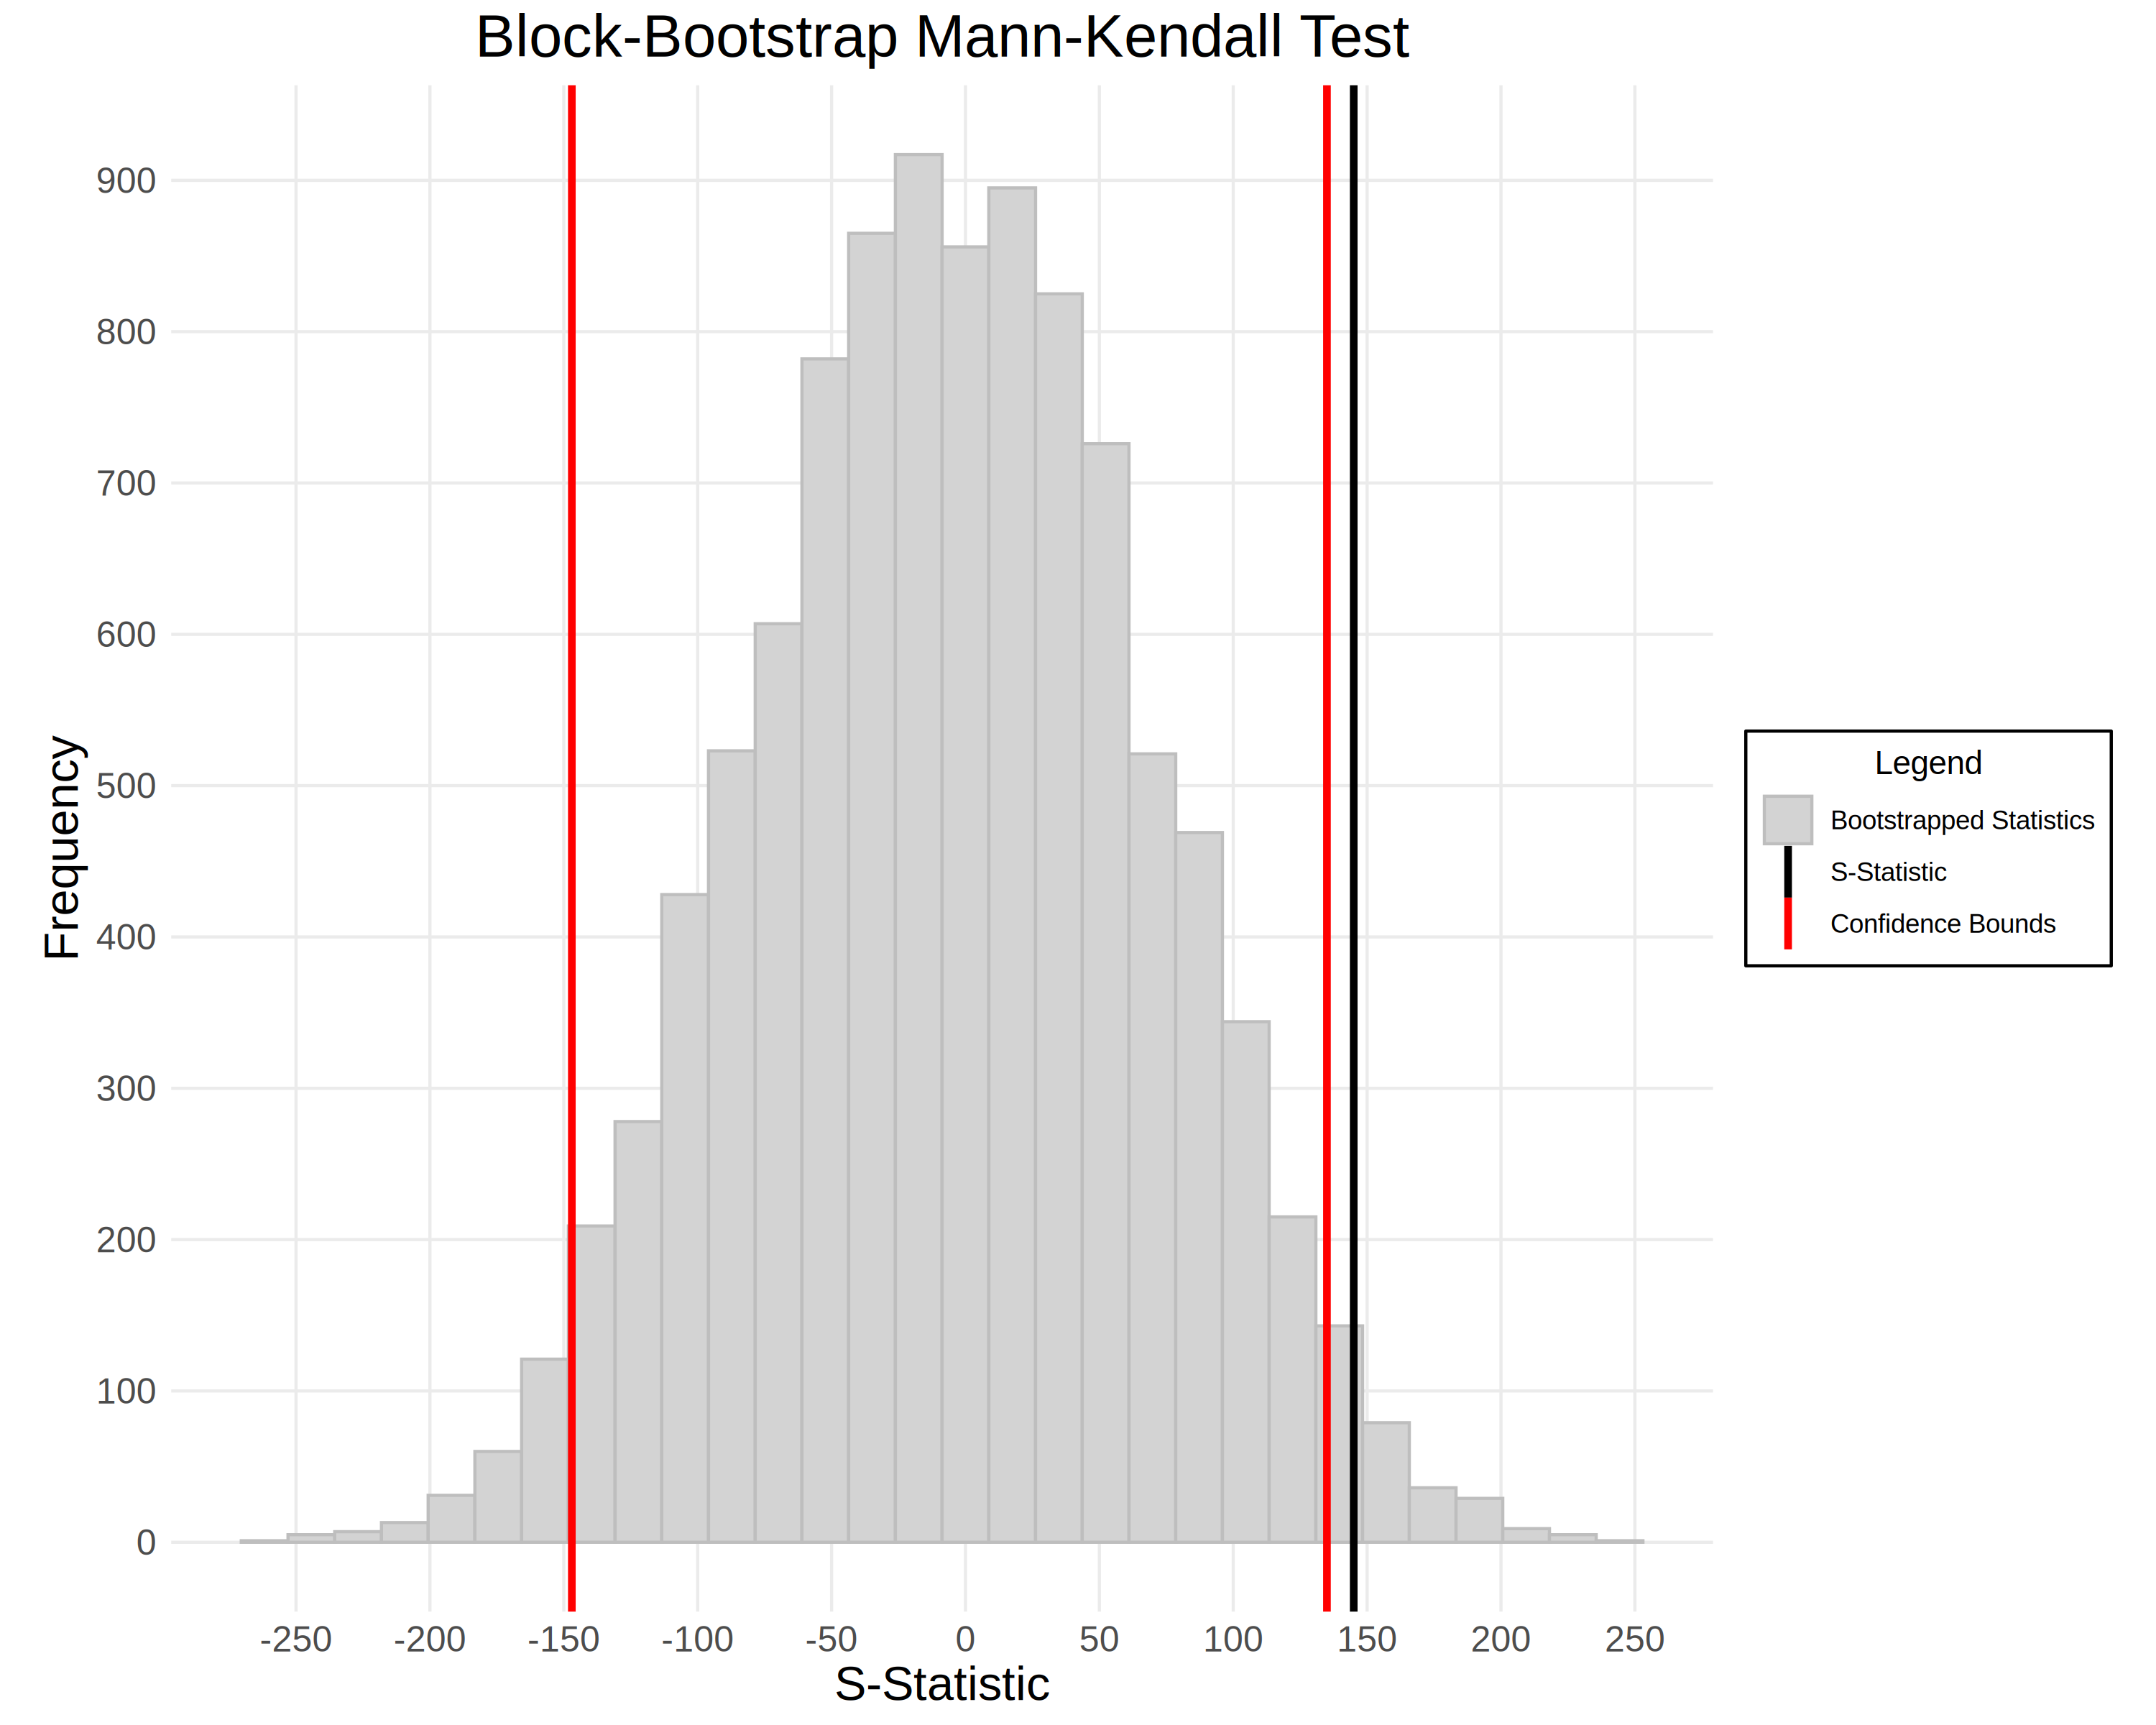 Block-Bootstrap Mann-Kendall Test
Frequency
900
800
700
600
500
400
300
200
100
0
-250 -200 -150 -100 -50 0 50 100 150 200 250
S-Statistic
Legend
Bootstrapped Statistics
S-Statistic
Confidence Bounds